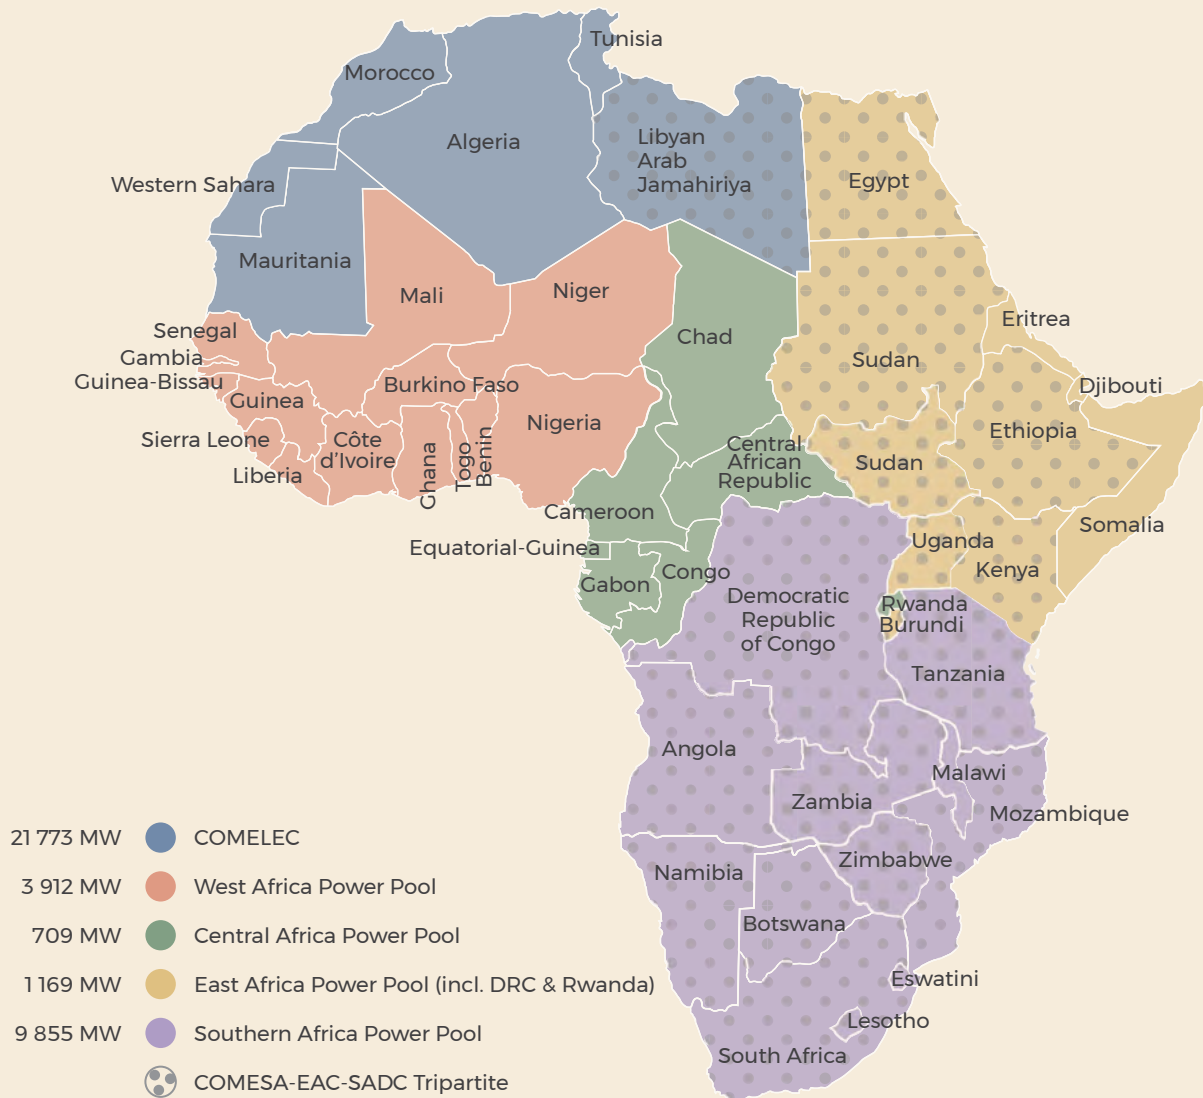 Tunisia
Morocco
Algeria
Libyan
Arab
Jamahiriya
Egypt
Western Sahara
Mauritania
Mali
Niger
Chad
Sudan
Eritrea
Senegal
Gambia
Guinea-Bissau
Guinea
Burkino Faso
Djibouti
Sierra Leone
Liberia
Côte
d'Ivoire
Ghana
Togo
Benin
Nigeria
Central
African
Republic
Sudan
Ethiopia
Somalia
Cameroon
Equatorial-Guinea
Gabon
Congo
Uganda
Kenya
Democratic
Republic
of Congo
Rwanda
Burundi
Tanzania
Angola
Malawi
Zambia
Mozambique
Zimbabwe
Namibia
Botswana
Eswatini
Lesotho
South Africa
21 773 MW COMELEC
3 912 MW West Africa Power Pool
709 MW Central Africa Power Pool
1 169 MW East Africa Power Pool (incl. DRC & Rwanda)
9 855 MW Southern Africa Power Pool
COMESA-EAC-SADC Tripartite